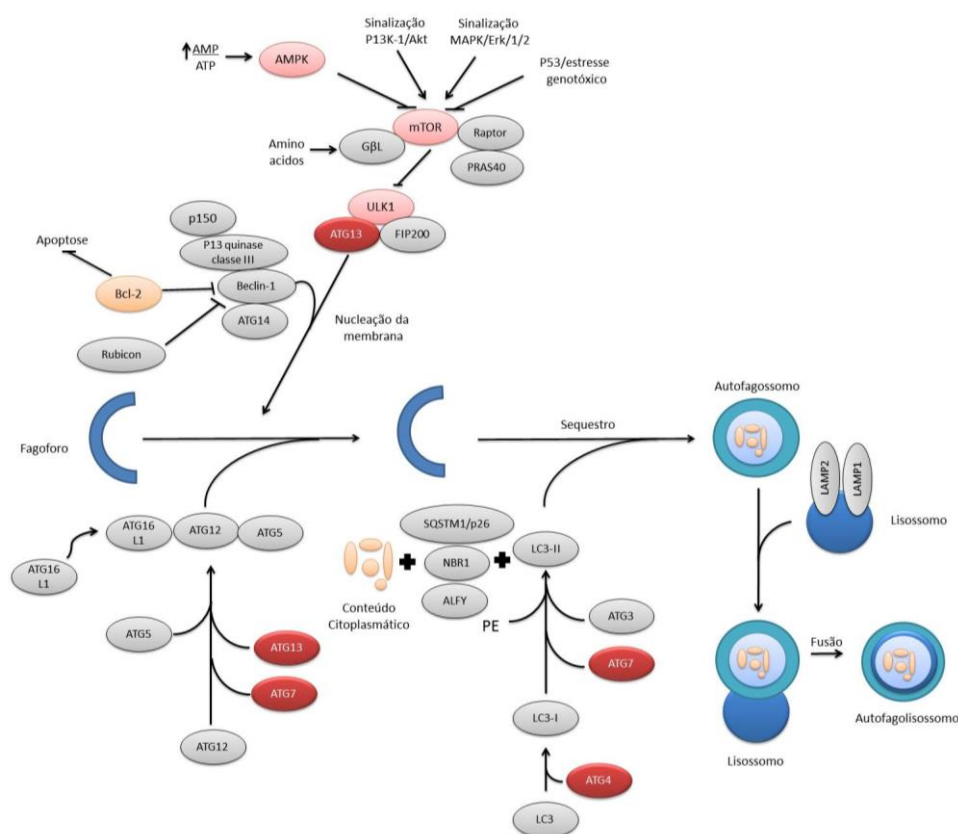 Sinalização
P13K-1/Akt
Sinalização
MAPK/Erk/1/2
AMP
ATP
AMPK
P53/estresse
genotóxico
mTOR
Raptor
Amino
acidos
GβL
PRAS40
ULK1
ATG13
FIP200
p150
Apoptose
P13 quinase
classe III
Bcl-2
Beclin-1
ATG14
Nucleação da
membrana
Rubicon
Autofagossomo
Fagoforo
Sequestro
LAMP2
LAMP1
Lisossomo
ATG16
L1
ATG12
ATG5
SQSTM1/p26
NBR1
LC3-II
ALFY
ATG16
L1
Conteúdo
Citoplasmático
PE
ATG3
ATG5
ATG13
ATG7
ATG7
Fusão
ATG12
LC3-I
Lisossomo
Autofagolisossomo
ATG4
LC3